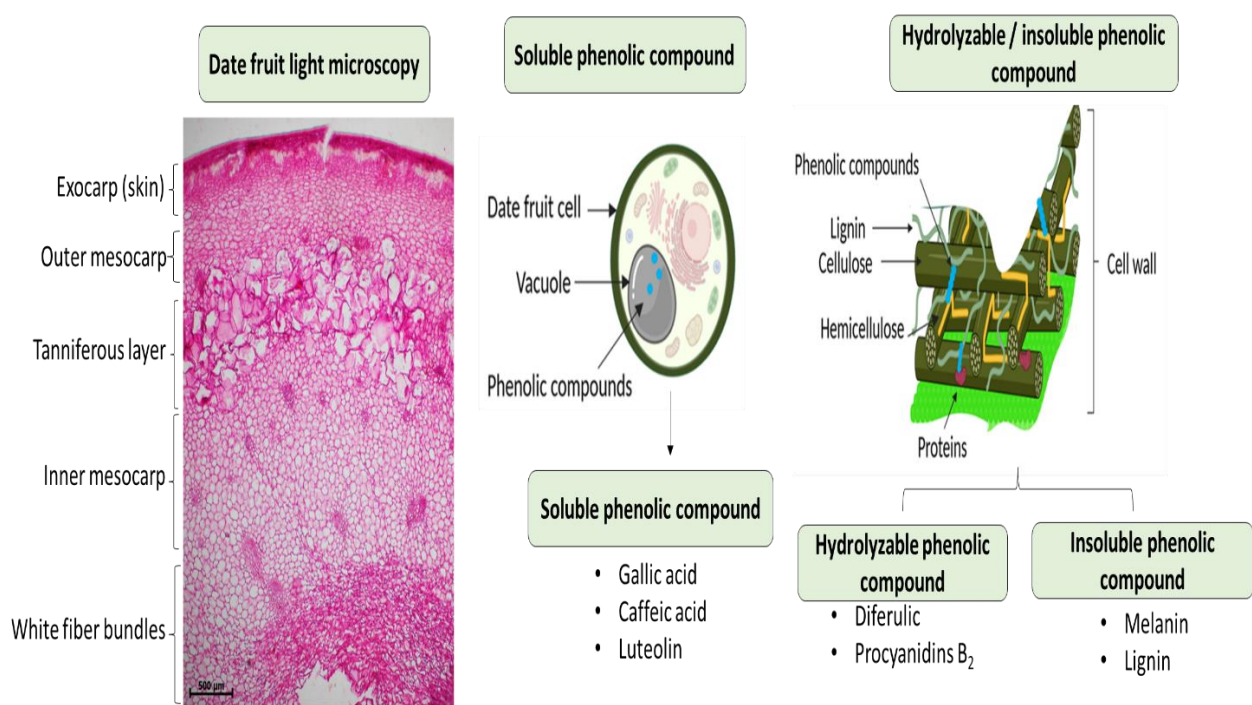 Date fruit light microscopy
Exocarp (skin)
Outer mesocarp
Tanniferous layer
Inner mesocarp
White fiber bundles
500 µm
Soluble phenolic compound
Date fruit cell
Vacuole
Phenolic compounds
Soluble phenolic compound
• Gallic acid
• Caffeic acid
• Luteolin
Hydrolyzable / insoluble phenolic
compound
Phenolic compounds
Lignin
Cellulose
Hemicellulose
Proteins
Cell wall
Hydrolyzable phenolic
compound
• Diferulic
• Procyanidins B₂
Insoluble phenolic
compound
• Melanin
• Lignin